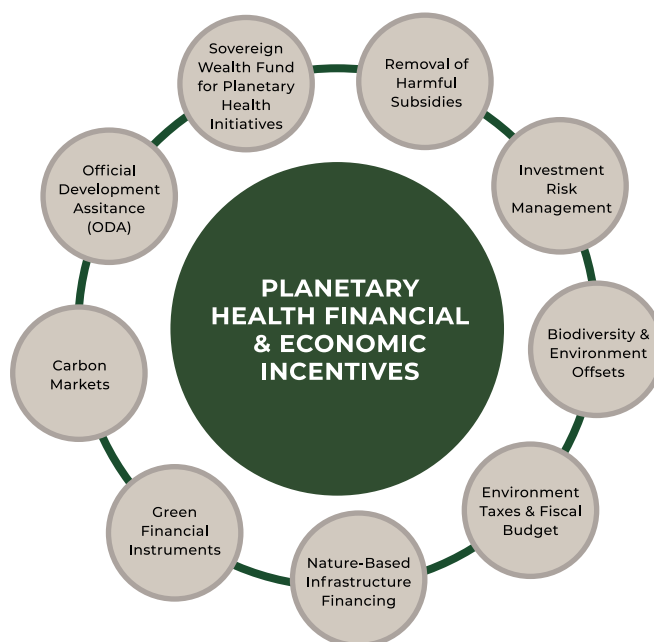 Sovereign
Wealth Fund
for Planetary
Health
Initiatives
Removal of
Harmful
Subsidies
Official
Development
Assitance
(ODA)
Investment
Risk
Management
PLANETARY
HEALTH FINANCIAL
& ECONOMIC
INCENTIVES
Biodiversity &
Environment
Offsets
Carbon
Markets
Environment
Taxes & Fiscal
Budget
Green
Financial
Instruments
Nature-Based
Infrastructure
Financing